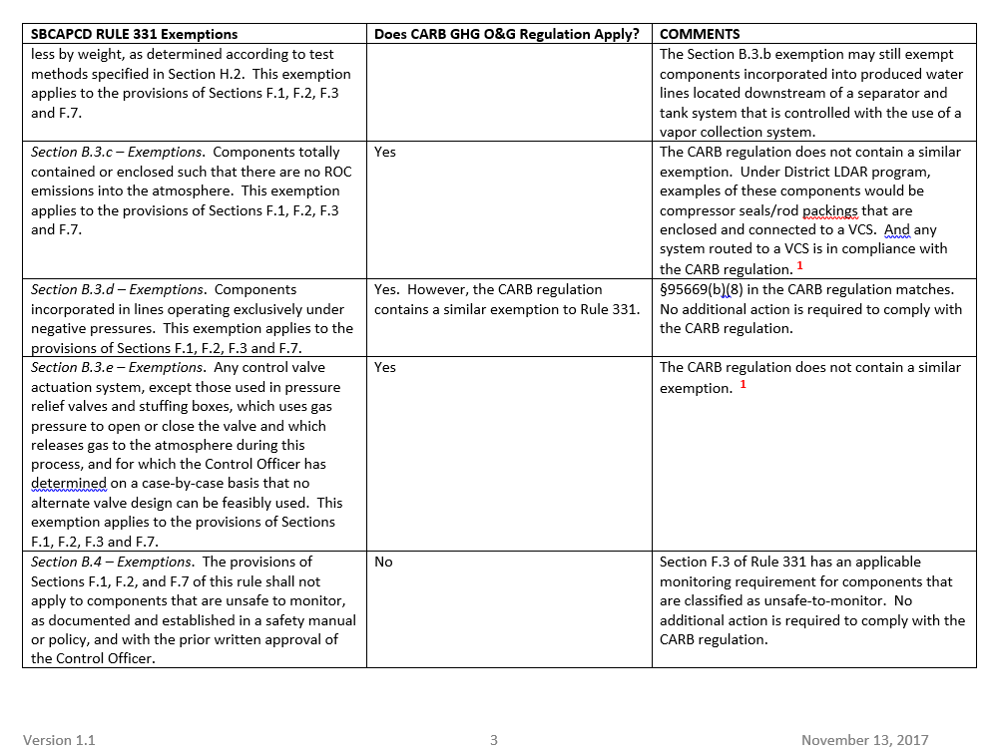 SBCAPCD RULE 331 Exemptions
Does CARB GHG O&G Regulation Apply?
COMMENTS
less by weight, as determined according to test
methods specified in Section H.2.  This exemption
applies to the provisions of Sections F.1, F.2, F.3
and F.7.
The Section B.3.b exemption may still exempt
components incorporated into produced water
lines located downstream of a separator and
tank system that is controlled with the use of a
vapor collection system.
Section B.3.c – Exemptions.  Components totally
contained or enclosed such that there are no ROC
emissions into the atmosphere.  This exemption
applies to the provisions of Sections F.1, F.2, F.3
and F.7.
Yes
The CARB regulation does not contain a similar
exemption.  Under District LDAR program,
examples of these components would be
compressor seals/rod packings that are
enclosed and connected to a VCS.  And any
system routed to a VCS is in compliance with
the CARB regulation. 1
Section B.3.d – Exemptions.  Components
incorporated in lines operating exclusively under
negative pressures.  This exemption applies to the
provisions of Sections F.1, F.2, F.3 and F.7.
Yes.  However, the CARB regulation
contains a similar exemption to Rule 331.
§95669(b)(8) in the CARB regulation matches.
No additional action is required to comply with
the CARB regulation.
Section B.3.e – Exemptions.  Any control valve
actuation system, except those used in pressure
relief valves and stuffing boxes, which uses gas
pressure to open or close the valve and which
releases gas to the atmosphere during this
process, and for which the Control Officer has
determined on a case-by-case basis that no
alternate valve design can be feasibly used.  This
exemption applies to the provisions of Sections
F.1, F.2, F.3 and F.7.
Yes
The CARB regulation does not contain a similar
exemption. 1
Section B.4 – Exemptions.  The provisions of
Sections F.1, F.2, and F.7 of this rule shall not
apply to components that are unsafe to monitor,
as documented and established in a safety manual
or policy, and with the prior written approval of
the Control Officer.
No
Section F.3 of Rule 331 has an applicable
monitoring requirement for components that
are classified as unsafe-to-monitor.  No
additional action is required to comply with the
CARB regulation.
Version 1.1
3
November 13, 2017